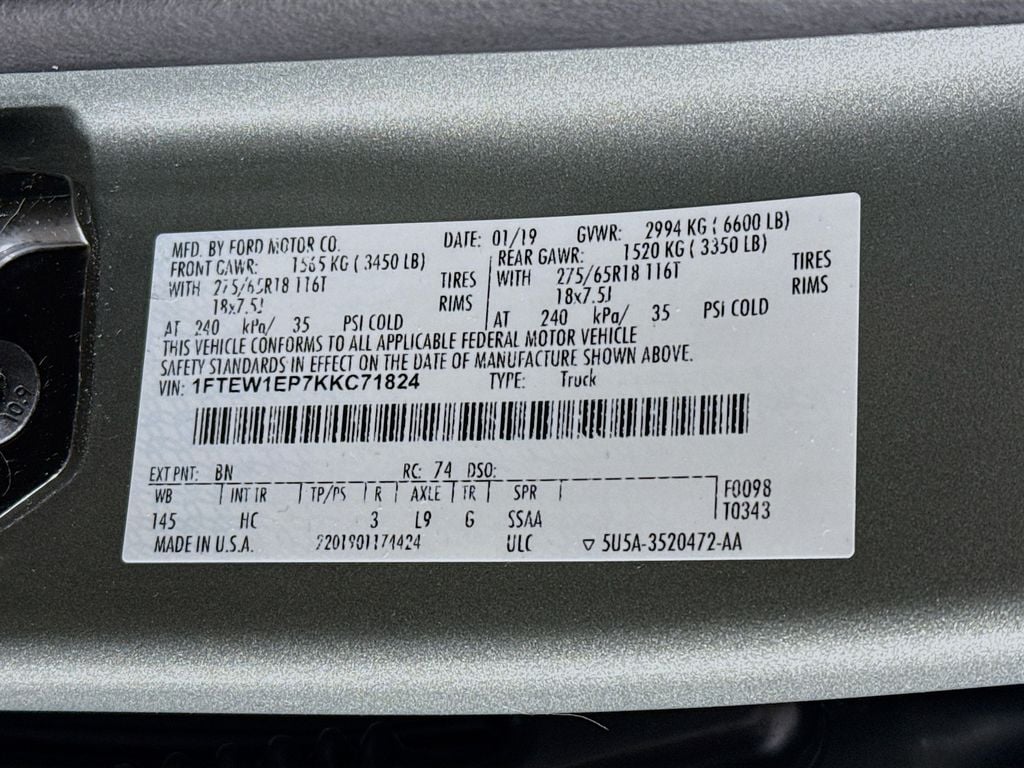 MFD. BY FORD MOTOR CO. DATE: 01/19 GVWR: 2994 KG ( 6600 LB)
FRONT GAWR: 1565 KG ( 3450 LB) REAR GAWR: 1520 KG ( 3350 LB)
WITH 275/65R18 116T TIRES WITH 275/65R18 116T TIRES
18x7.5J RIMS 18x7.5J RIMS
AT 240 kPa/ 35 PSI COLD AT 240 kPa/ 35 PSI COLD
THIS VEHICLE CONFORMS TO ALL APPLICABLE FEDERAL MOTOR VEHICLE
SAFETY STANDARDS IN EFFECT ON THE DATE OF MANUFACTURE SHOWN ABOVE.
VIN: 1FTEW1EP7KKC71824 TYPE: Truck
EXT PNT: BN RC: 74 DSO:
WB INT TR TP/PS R AXLE TR SPR F0098
145 HC 3 L9 G SSAA T0343
MADE IN U.S.A. ULC ▽ 5U5A-3520472-AA